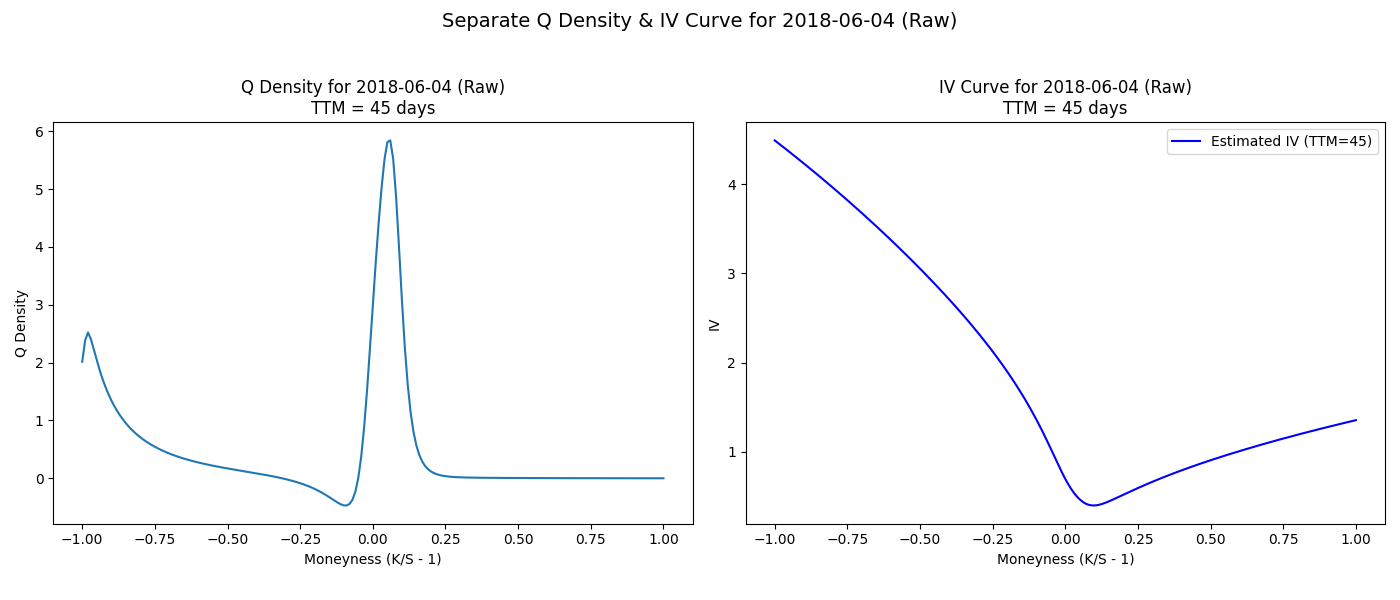 Separate Q Density & IV Curve for 2018-06-04 (Raw)
Q Density for 2018-06-04 (Raw)
TTM = 45 days
6
5
4
3
2
1
0
Q Density
−1.00 −0.75 −0.50 −0.25 0.00 0.25 0.50 0.75 1.00
Moneyness (K/S - 1)
IV Curve for 2018-06-04 (Raw)
TTM = 45 days
Estimated IV (TTM=45)
4
3
2
1
IV
−1.00 −0.75 −0.50 −0.25 0.00 0.25 0.50 0.75 1.00
Moneyness (K/S - 1)